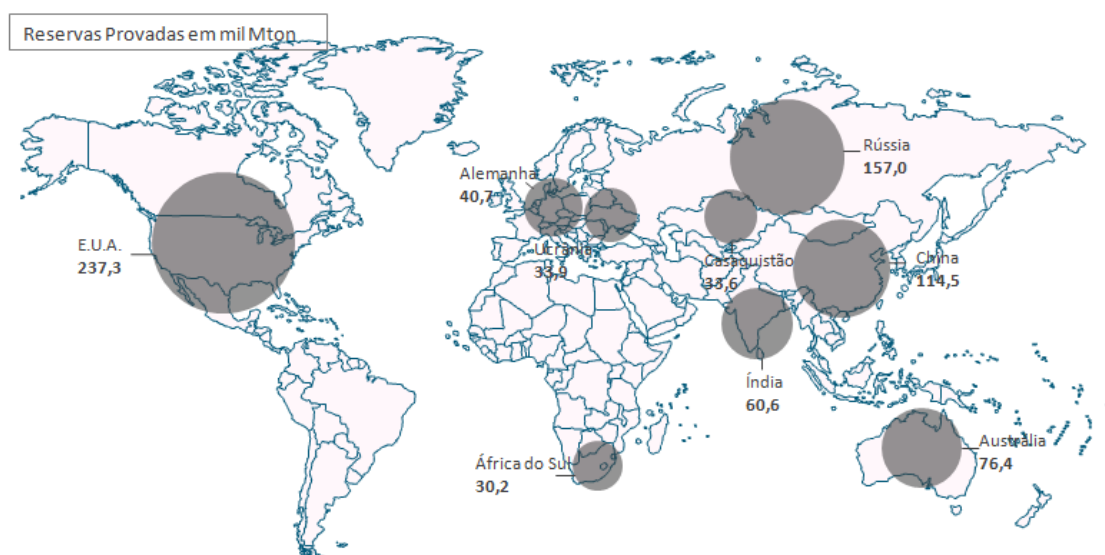 Reservas Provadas em mil Mton
Rússia
157,0
Alemanha
40,7
E.U.A.
237,3
Ucrânia
33,9
Casaquistão
33,6
China
114,5
Índia
60,6
Austrália
76,4
África do Sul
30,2